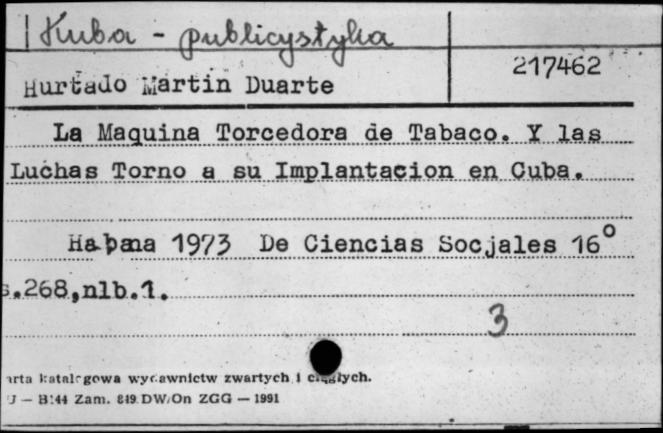 Kuba - publicystyka
217462
Hurtado Martin Duarte
La Maquina Torcedora de Tabaco. Y las
Luchas Torno a su Implantacion en Cuba.
Habana 1973 De Ciencias Socjales 16°
s.268,nlb.1.
3
arta katalogowa wydawnictw zwartych i ciągłych.
U — B144 Zam. 849 DW/On ZGG — 1991